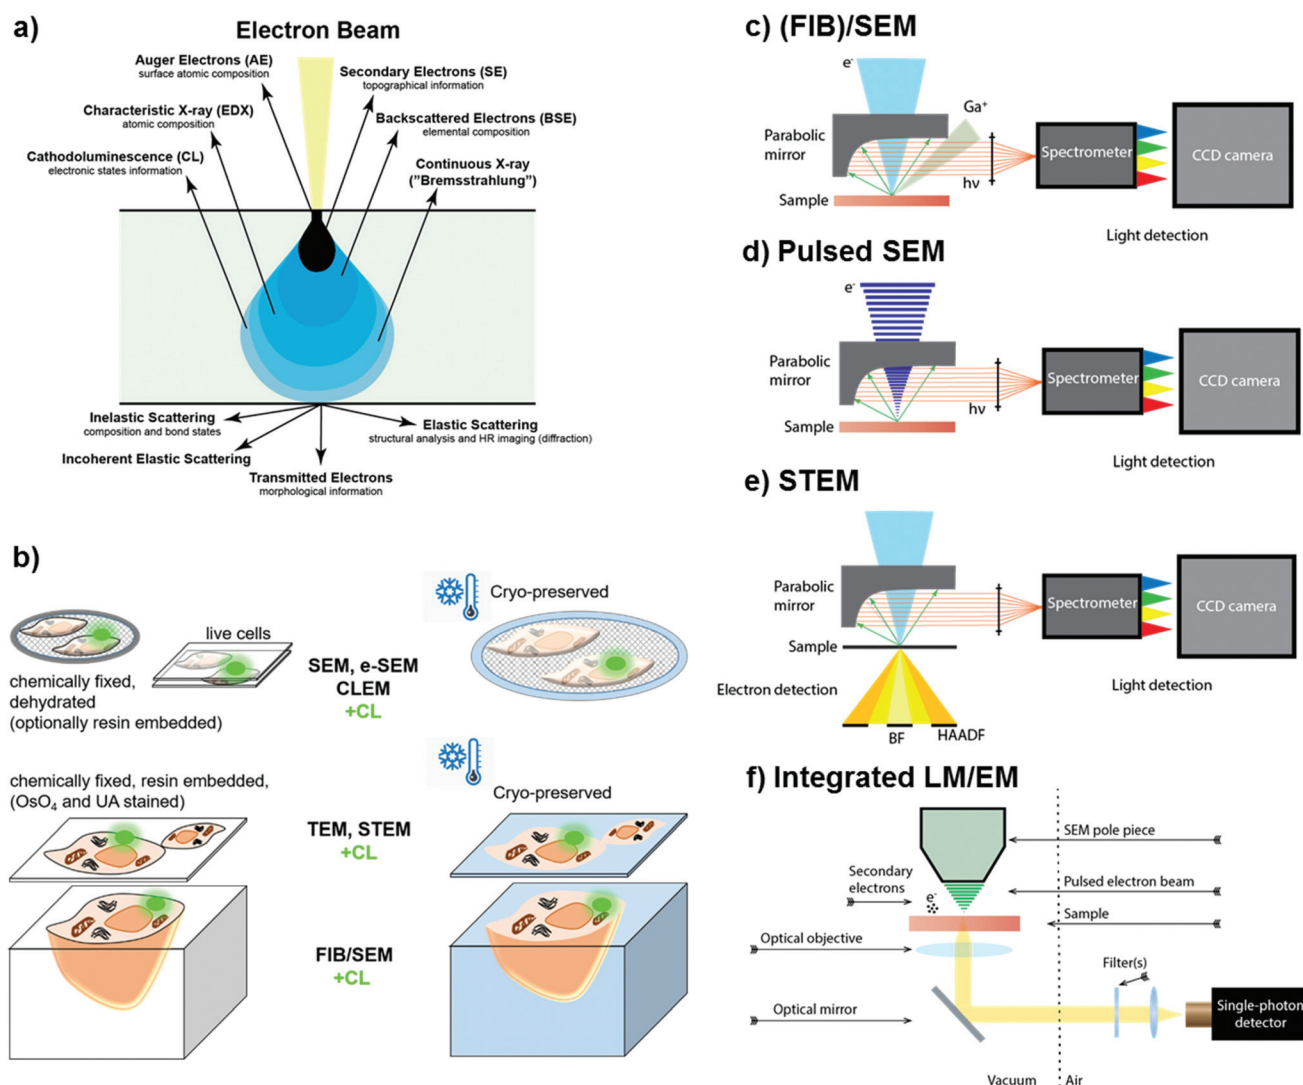 a)
Electron Beam
Auger Electrons (AE)
surface atomic composition
Secondary Electrons (SE)
topographical information
Characteristic X-ray (EDX)
atomic composition
Backscattered Electrons (BSE)
elemental composition
Cathodoluminescence (CL)
electronic states information
Continuous X-ray
("Bremsstrahlung")
Inelastic Scattering
composition and bond states
Elastic Scattering
structural analysis and HR imaging (diffraction)
Incoherent Elastic Scattering
Transmitted Electrons
morphological information
b)
Cryo-preserved
live cells
SEM, e-SEM
CLEM
+CL
chemically fixed,
dehydrated
(optionally resin embedded)
chemically fixed, resin embedded,
(OsO4 and UA stained)
Cryo-preserved
TEM, STEM
+CL
FIB/SEM
+CL
c) (FIB)/SEM
e-
Ga+
Parabolic
mirror
Spectrometer
CCD camera
hν
Sample
Light detection
d) Pulsed SEM
e-
Parabolic
mirror
Spectrometer
CCD camera
hν
Sample
Light detection
e) STEM
Parabolic
mirror
Spectrometer
CCD camera
Sample
Electron detection
Light detection
BF
HAADF
f) Integrated LM/EM
SEM pole piece
Secondary
electrons
Pulsed electron beam
e-
Sample
Optical objective
Filter(s)
Optical mirror
Single-photon
detector
Vacuum
Air